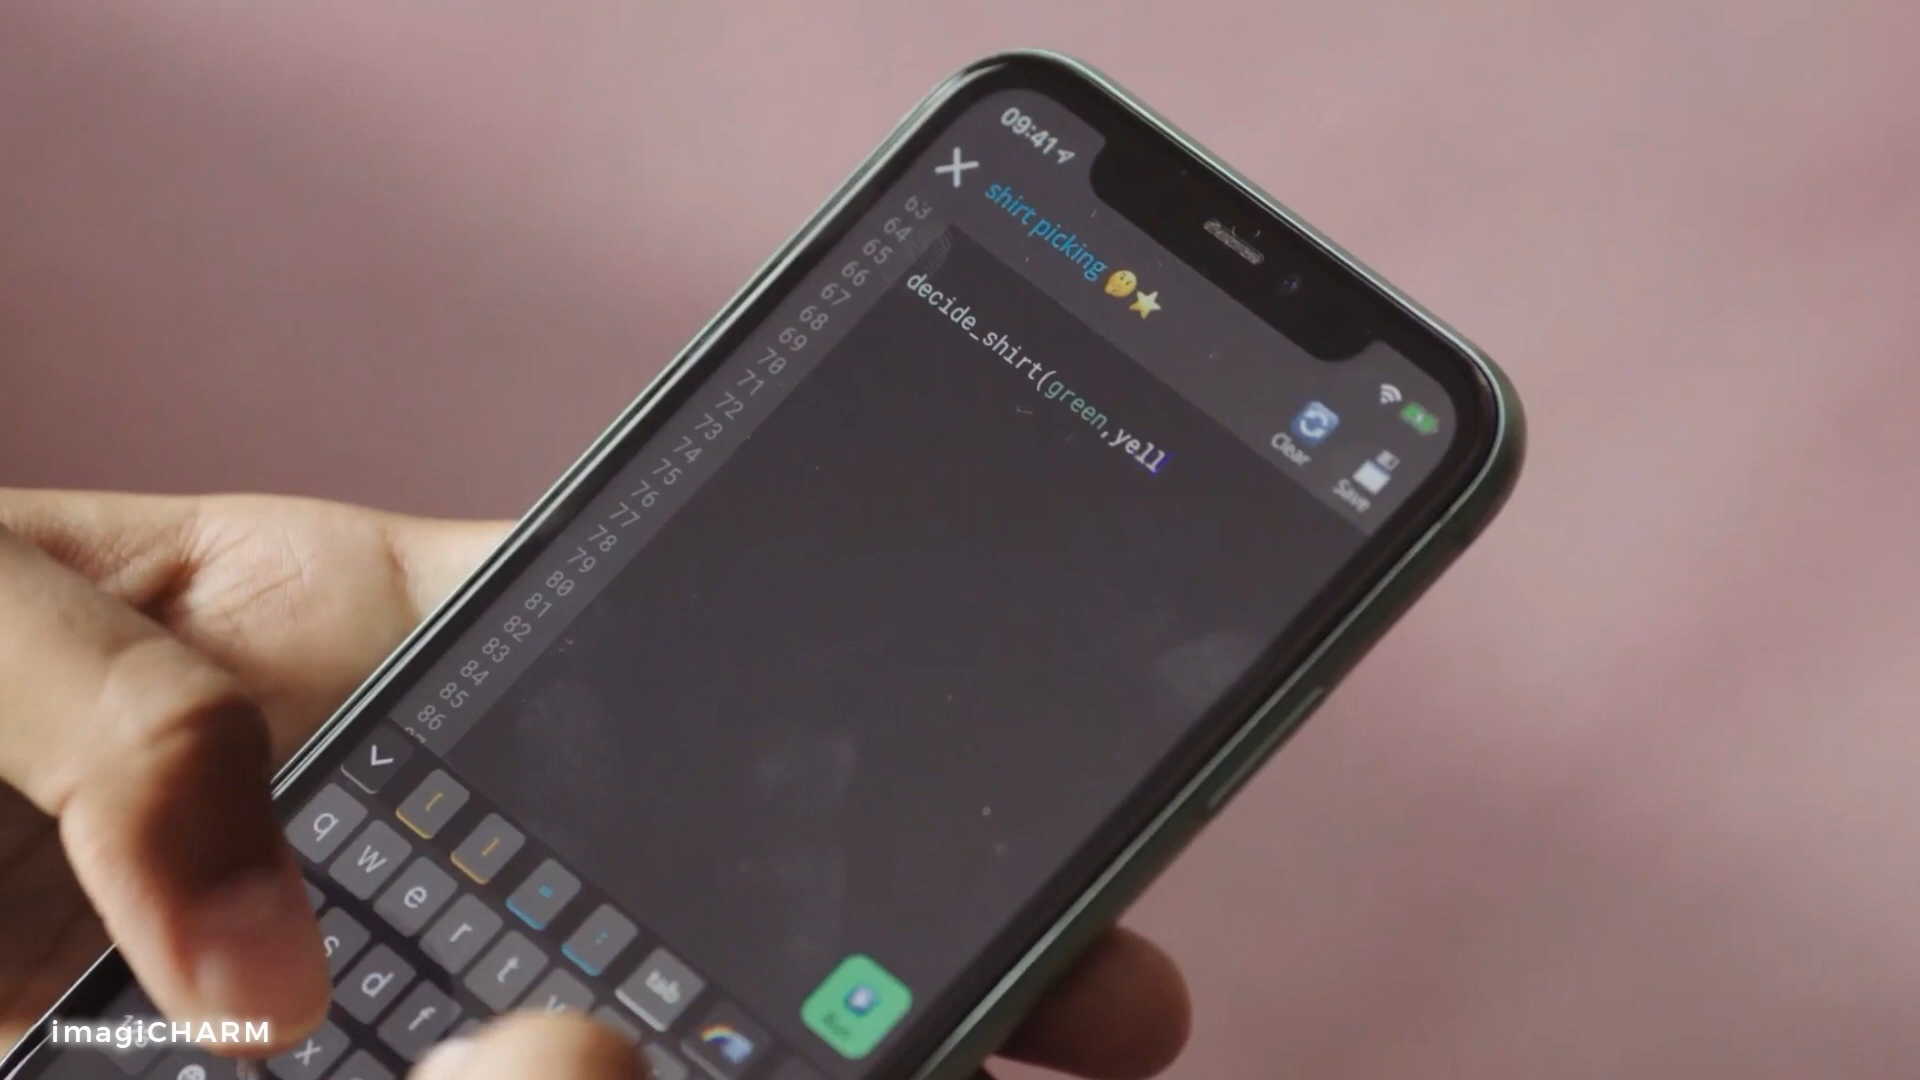 09:41
shirt picking 🤔⭐
Clear
Save
63
64
65
66
67
68
69
70
71
72
73
74
75
76
77
78
79
80
81
82
83
84
85
86
decide_shirt(green,yell
[ ] = : tab
q w e r t
s d f
x
Run
imagiCHARM